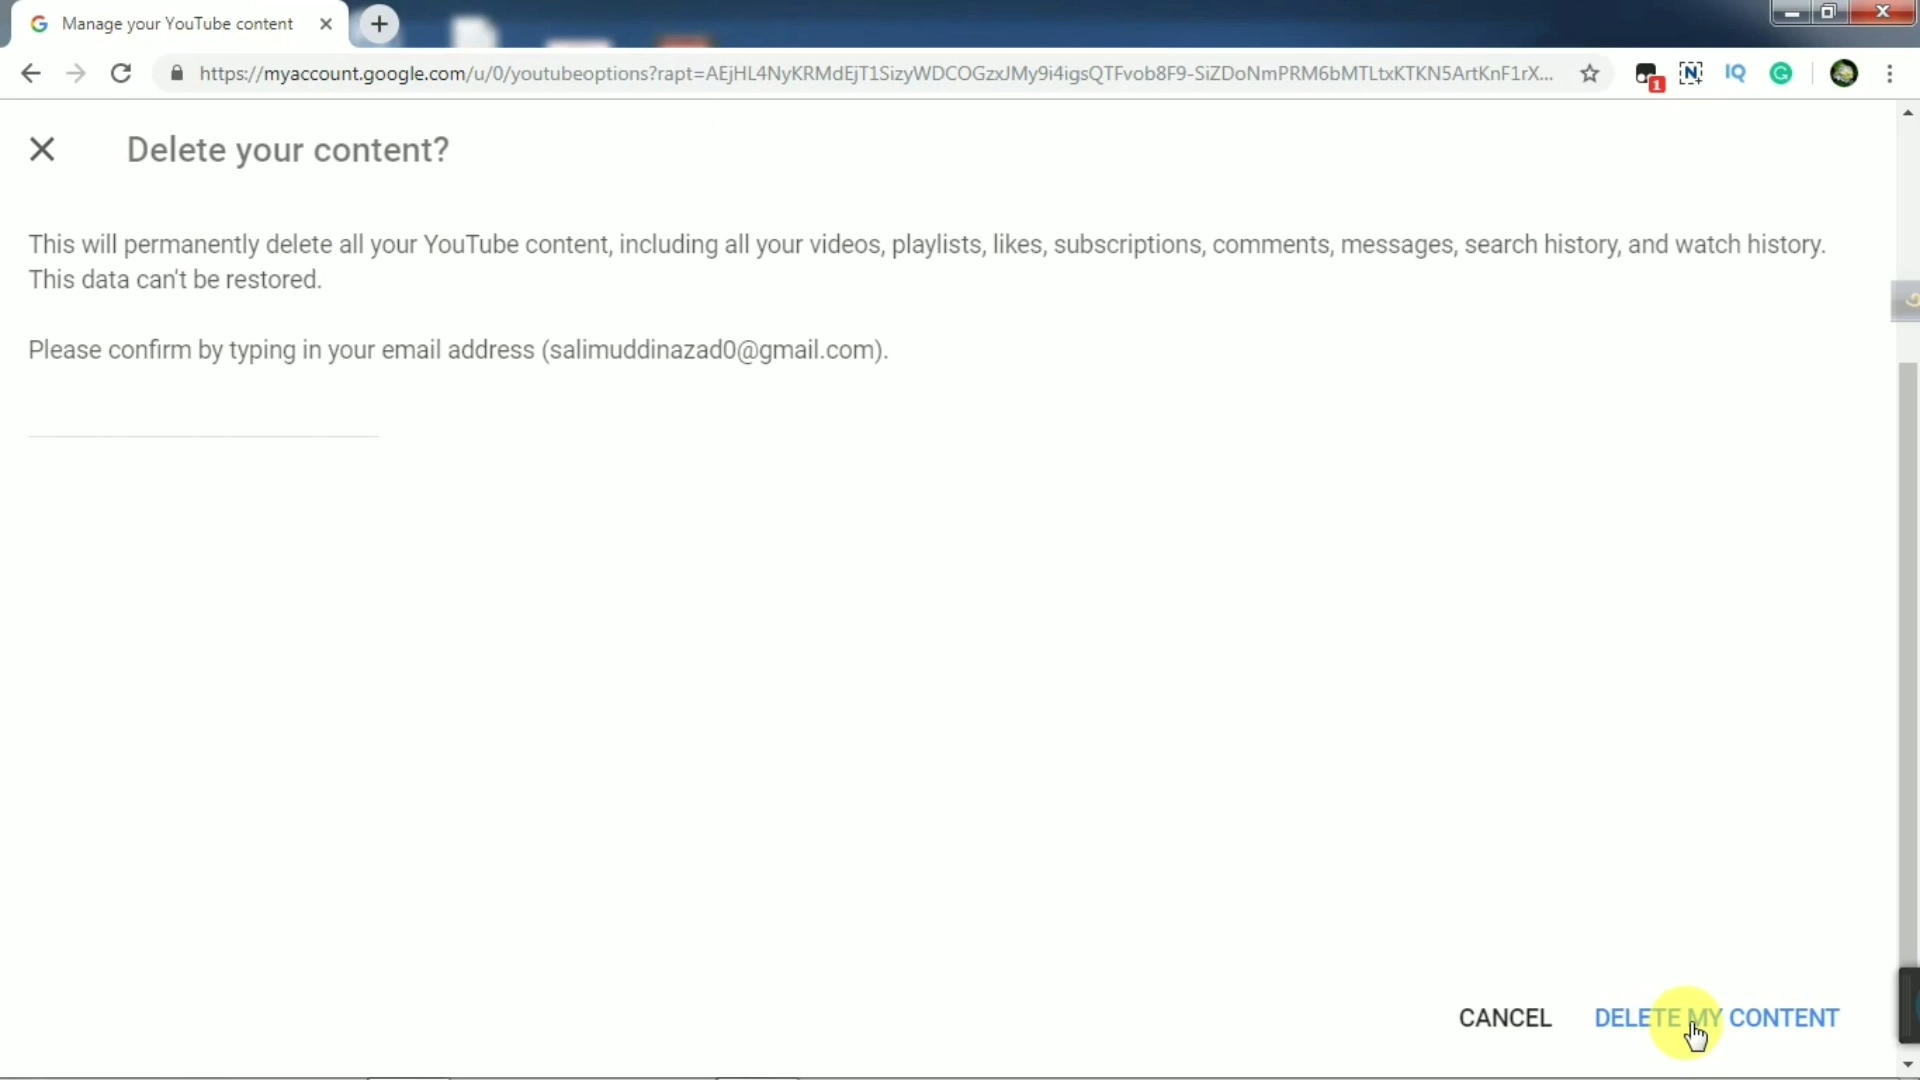 Manage your YouTube content
https://myaccount.google.com/u/0/youtubeoptions?rapt=AEjHL4NyKRMdEjT1SizyWDCOGzxJMy9i4igsQTFvob8F9-SiZDoNmPRM6bMTLtxKTKN5ArtKnF1rX...
1
N
IQ
G
Delete your content?
This will permanently delete all your YouTube content, including all your videos, playlists, likes, subscriptions, comments, messages, search history, and watch history.
This data can't be restored.
Please confirm by typing in your email address (salimuddinazad0@gmail.com).
CANCEL DELETE MY CONTENT